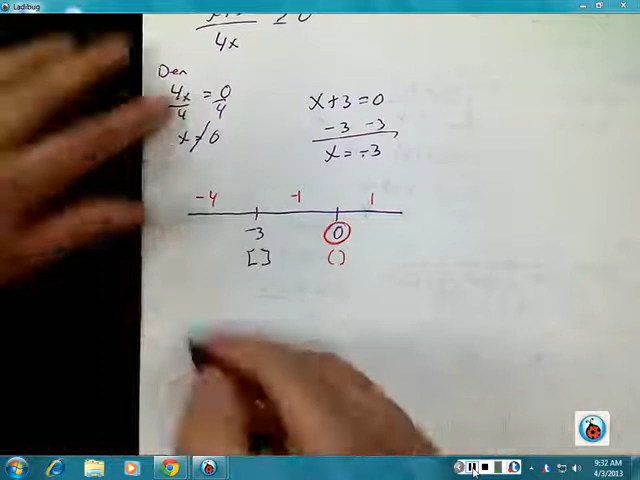 Ladibug
≥ 0
4x
Den
4x = 0
4 4
x ≠ 0
x + 3 = 0
-3 -3
x = -3
-4 -1 1
-3 0
[ ] ( )
9:32 AM
4/3/2013